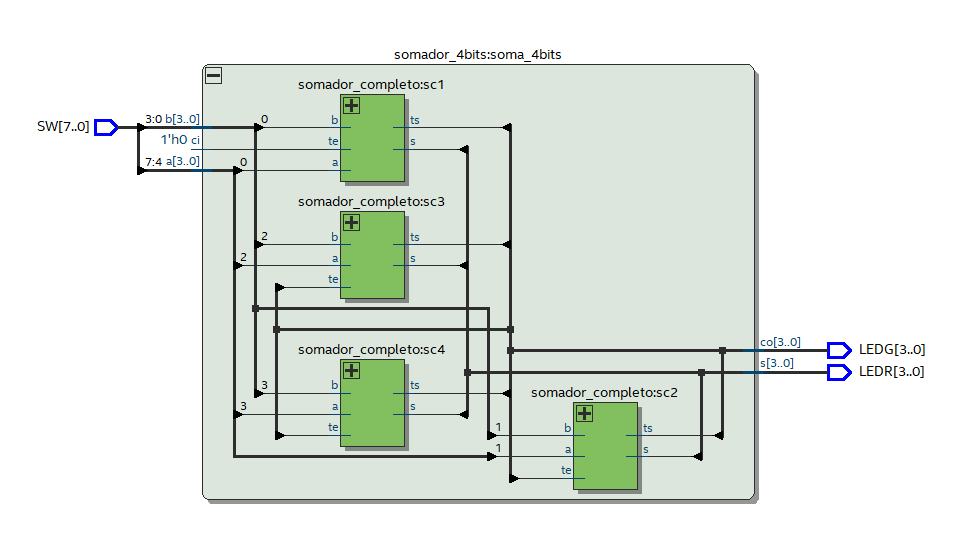 somador_4bits:soma_4bits
somador_completo:sc1
SW[7..0]
3:0 b[3..0]
0
b
ts
1'h0 ci
te
s
7:4 a[3..0]
0
a
somador_completo:sc3
2
b
ts
2
a
s
te
co[3..0]
LEDG[3..0]
somador_completo:sc4
s[3..0]
LEDR[3..0]
3
b
ts
somador_completo:sc2
3
a
s
te
1
b
ts
1
a
s
te